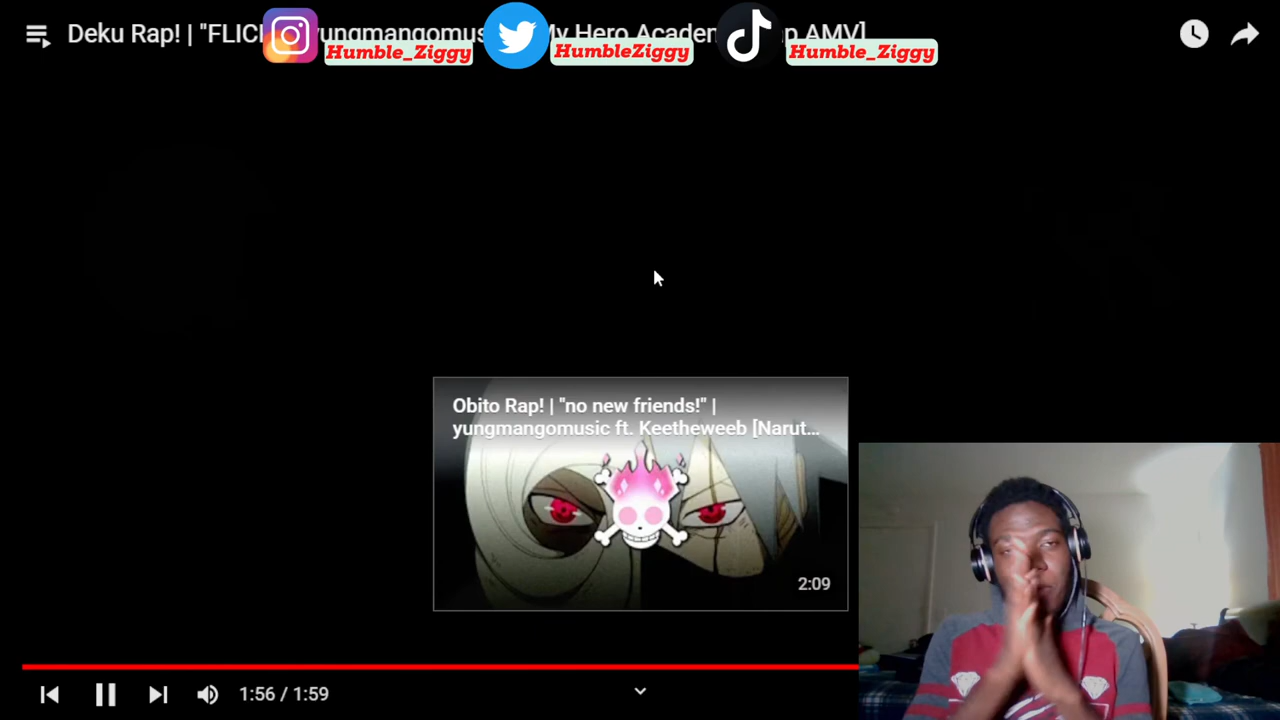 Deku Rap! | "FLIC yungmangomus My Hero Academ p AMV]
Humble_Ziggy
HumbleZiggy
Humble_Ziggy
Obito Rap! | "no new friends!" |
yungmangomusic ft. Keetheweeb [Narut...
2:09
1:56 / 1:59